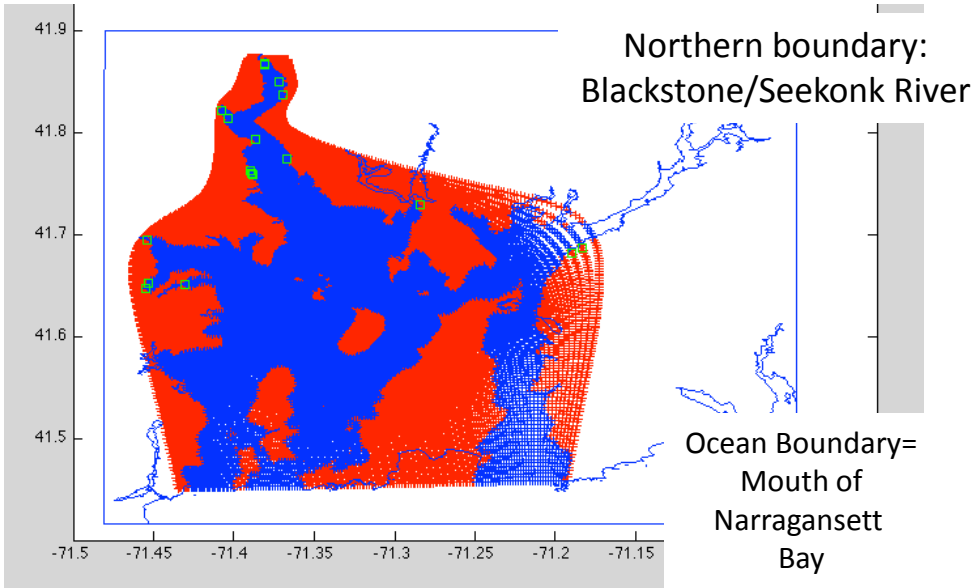 Northern boundary:
Blackstone/Seekonk River
41.9
41.8
41.7
41.6
41.5
-71.5
-71.45
-71.4
-71.35
-71.3
-71.25
-71.2
-71.15
Ocean Boundary=
Mouth of
Narragansett
Bay